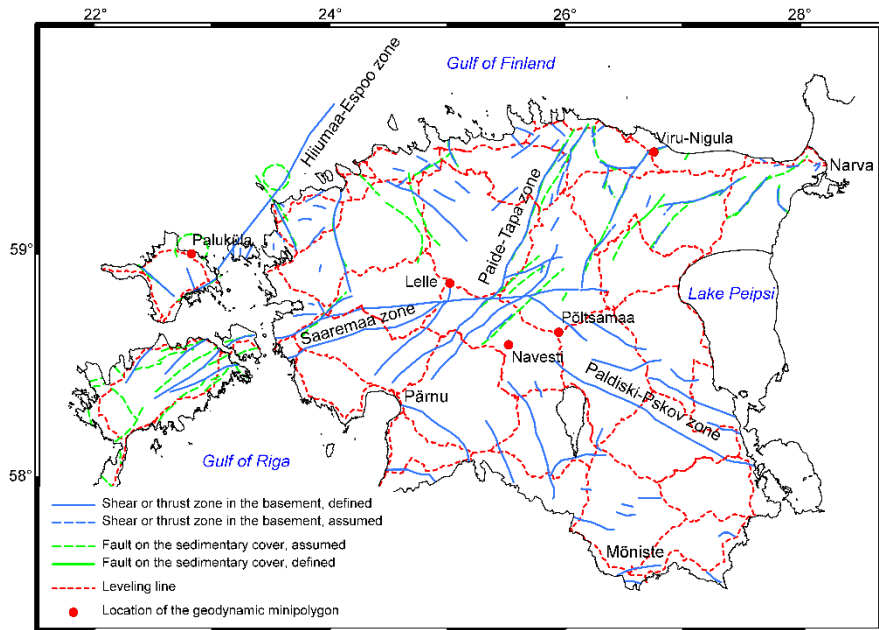 22° 24° 26° 28°
Gulf of Finland
Hiiumaa-Espoo zone
Viru-Nigula
Narva
Paide-Tapa zone
59°
Paluküla
Lelle
Lake Peipsi
Saaremaa zone
Põltsamaa
Navesti
Pärnu
Paldiski-Pskov zone
Gulf of Riga
58°
Shear or thrust zone in the basement, defined
Shear or thrust zone in the basement, assumed
Fault on the sedimentary cover, assumed
Fault on the sedimentary cover, defined
Mõniste
Leveling line
Location of the geodynamic minipolygon